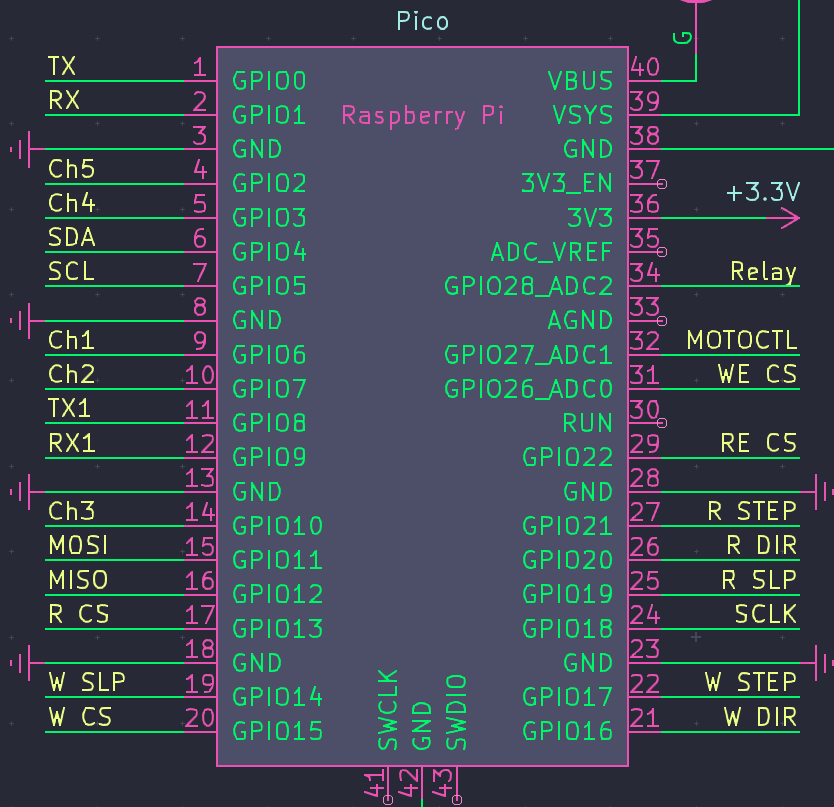 Pico
G
TX 1 GPIO0 VBUS 40
RX 2 GPIO1 Raspberry Pi VSYS 39
3 GND GND 38
Ch5 4 GPIO2 3V3_EN 37
Ch4 5 GPIO3 3V3 36 +3.3V
SDA 6 GPIO4 ADC_VREF 35
SCL 7 GPIO5 GPIO28_ADC2 34 Relay
8 GND AGND 33
Ch1 9 GPIO6 GPIO27_ADC1 32 MOTOCTL
Ch2 10 GPIO7 GPIO26_ADC0 31 WE CS
TX1 11 GPIO8 RUN 30
RX1 12 GPIO9 GPIO22 29 RE CS
13 GND GND 28
Ch3 14 GPIO10 GPIO21 27 R STEP
MOSI 15 GPIO11 GPIO20 26 R DIR
MISO 16 GPIO12 GPIO19 25 R SLP
R CS 17 GPIO13 GPIO18 24 SCLK
18 GND GND 23
W SLP 19 GPIO14 GPIO17 22 W STEP
W CS 20 GPIO15 GPIO16 21 W DIR
SWCLK GND SWDIO
41 42 43